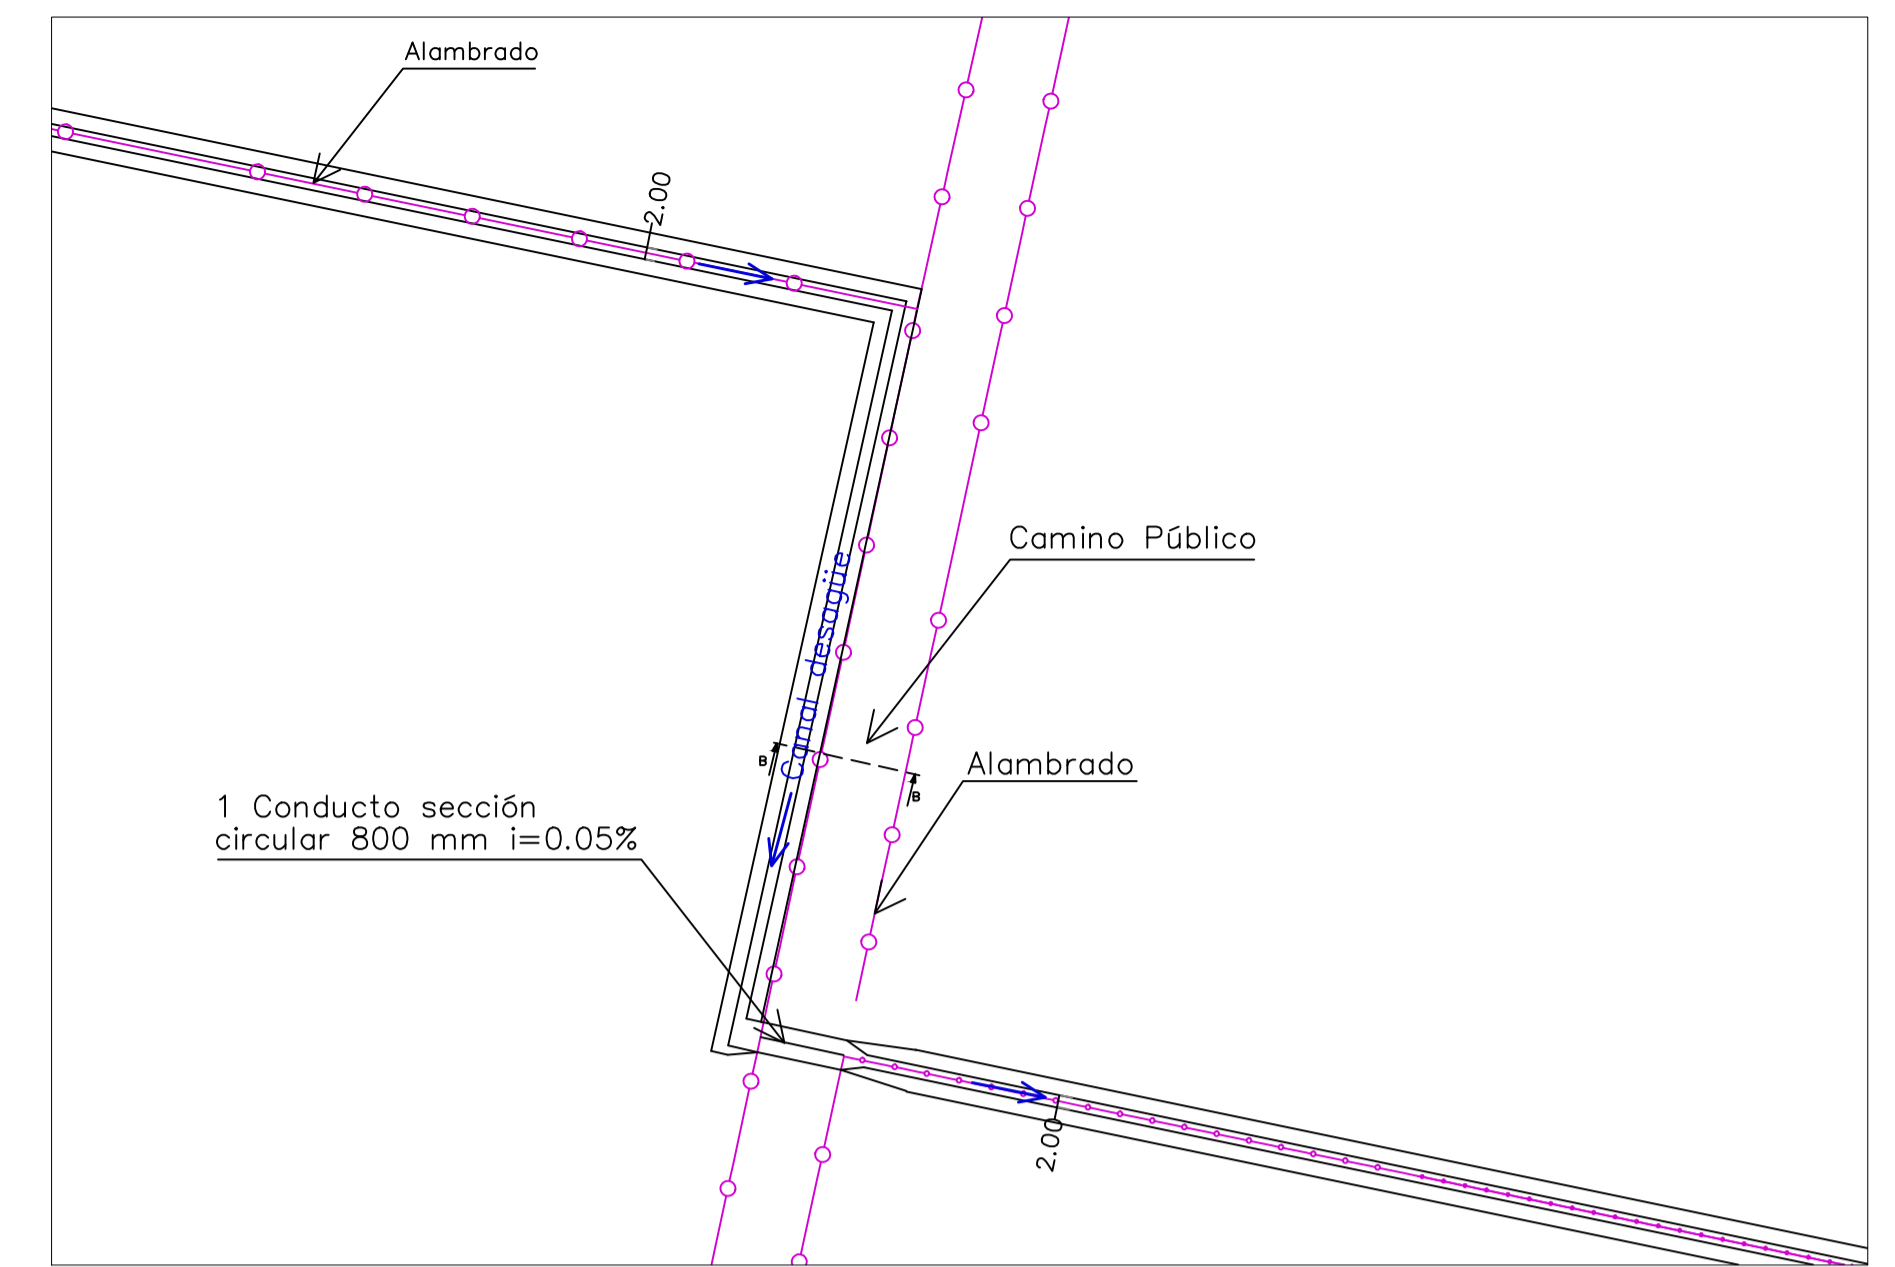 Alambrado
2.00
Camino Público
Canal desagüe
B
B
Alambrado
1 Conducto sección
circular 800 mm i=0.05%
2.00